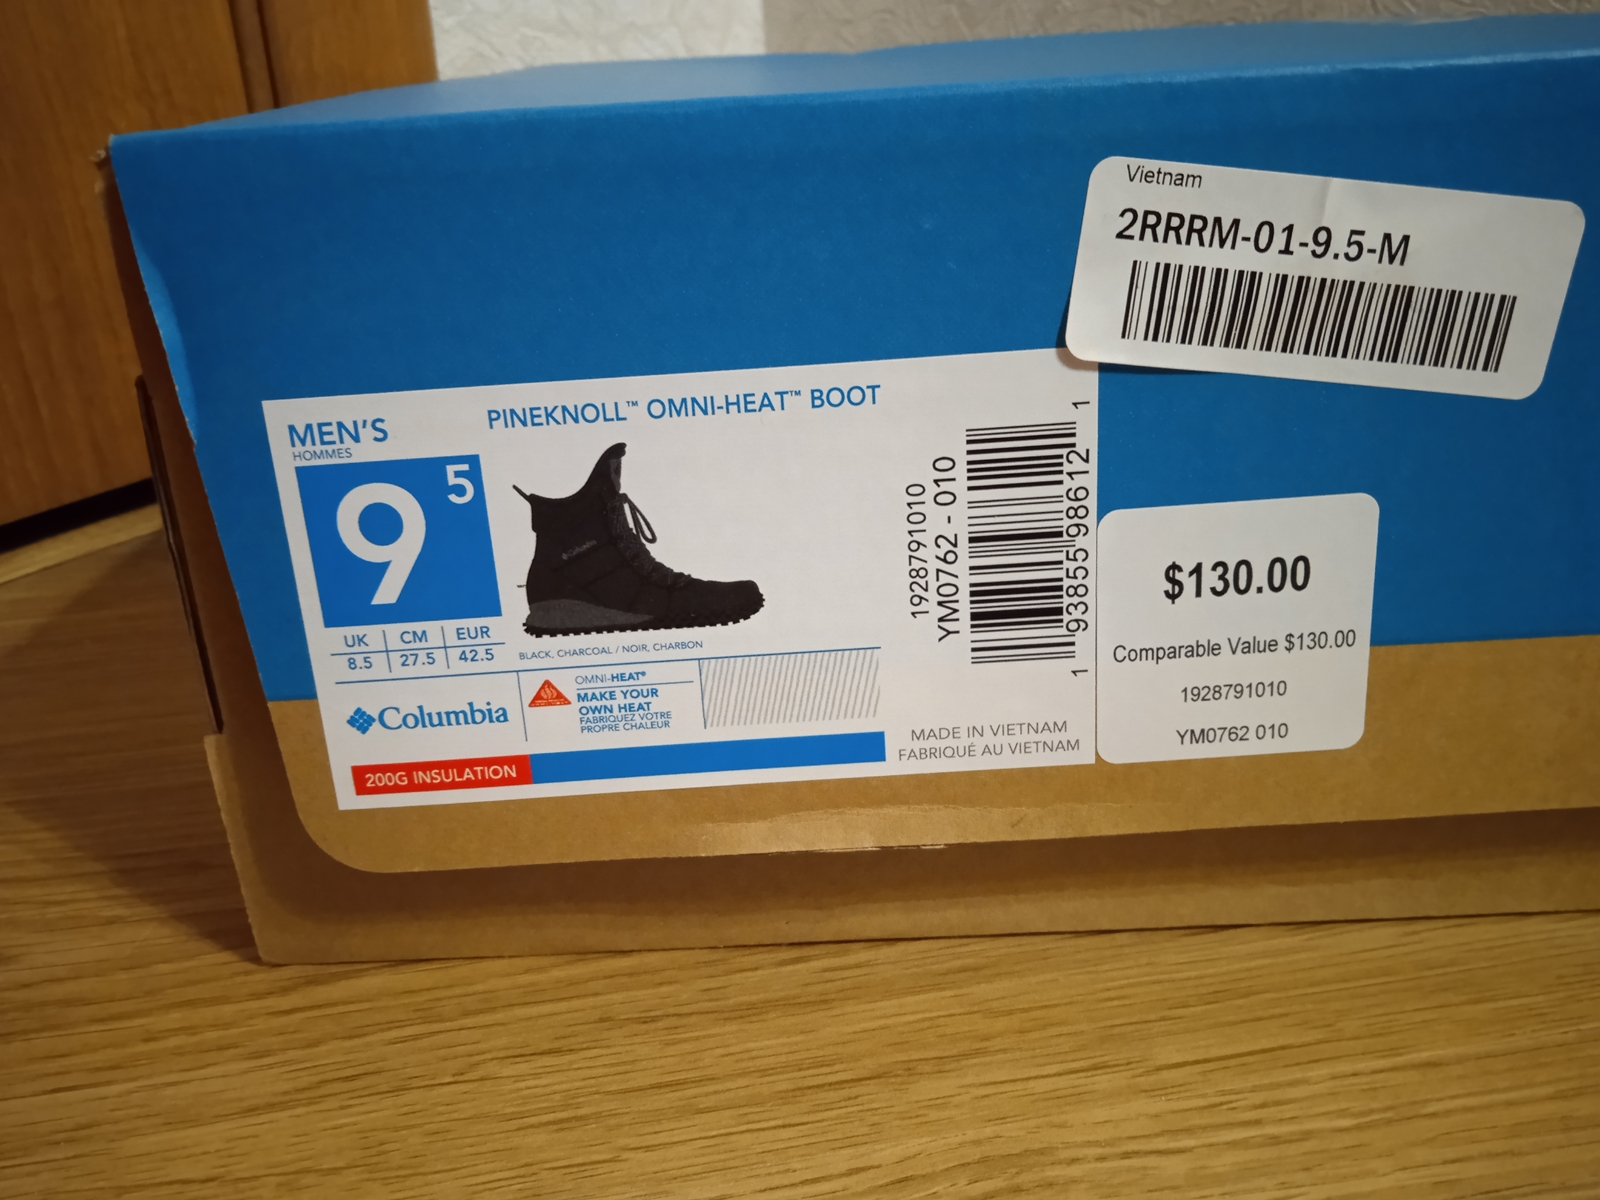 Vietnam
2RRRM-01-9.5-M
MEN'S
HOMMES
9 5
UK CM EUR
8.5 27.5 42.5
PINEKNOLL™ OMNI-HEAT™ BOOT
Columbia
BLACK, CHARCOAL / NOIR, CHARBON
Columbia
OMNI-HEAT®
MAKE YOUR
OWN HEAT
FABRIQUEZ VOTRE
PROPRE CHALEUR
200G INSULATION
1928791010
YM0762 - 010
1 93855 98612 1
MADE IN VIETNAM
FABRIQUÉ AU VIETNAM
$130.00
Comparable Value $130.00
1928791010
YM0762 010